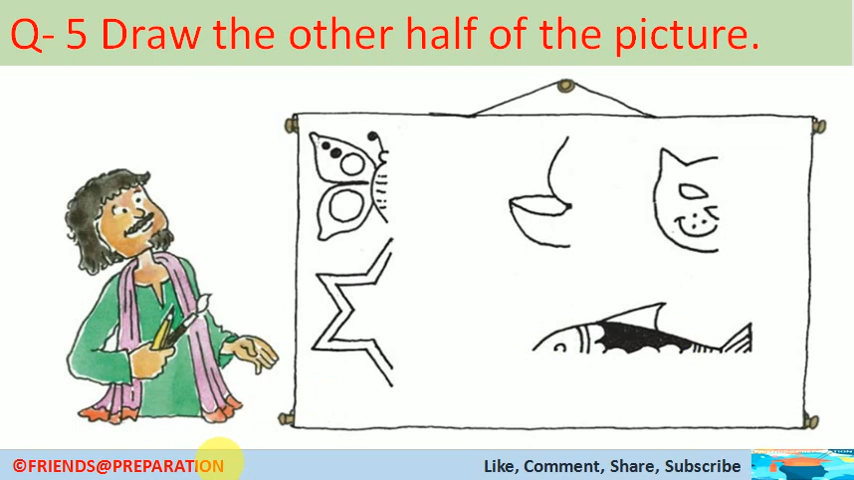 Q- 5 Draw the other half of the picture.
©FRIENDS@PREPARATION
Like, Comment, Share, Subscribe